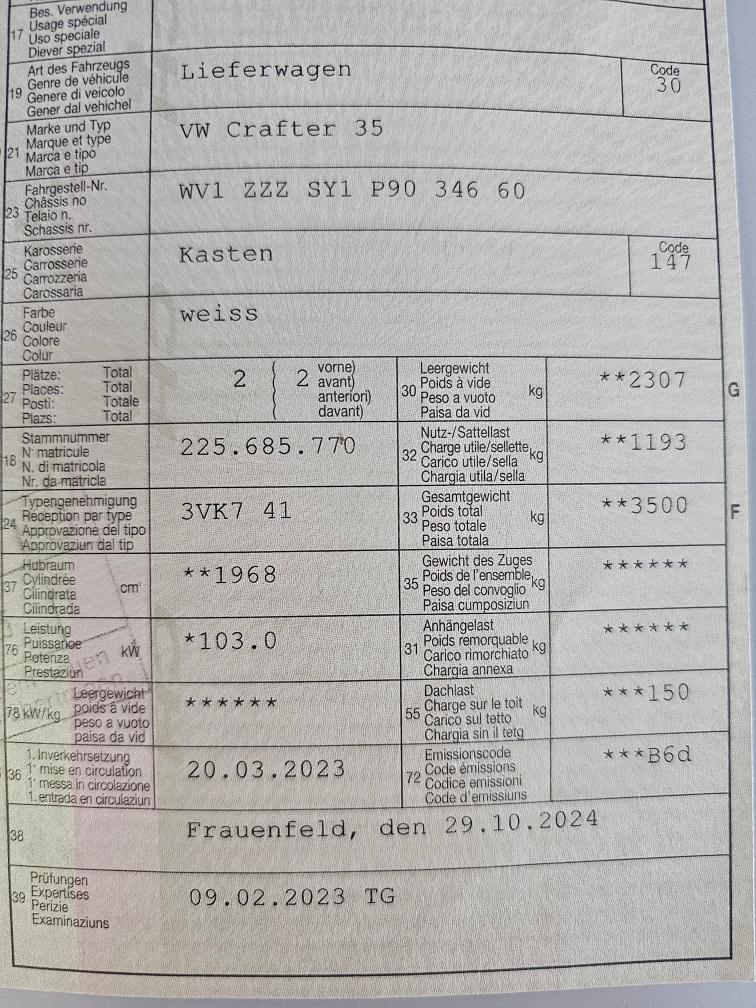 17 Bes. Verwendung
Usage spécial
Uso speciale
Diever spezial
19 Art des Fahrzeugs
Genre de véhicule
Genere di veicolo
Gener dal vehichel
Lieferwagen
Code
30
21 Marke und Typ
Marque et type
Marca e tipo
Marca e tip
VW Crafter 35
23 Fahrgestell-Nr.
Châssis no
Telaio n.
Schassis nr.
WV1 ZZZ SY1 P90 346 60
25 Karosserie
Carrosserie
Carrozzeria
Carossaria
Kasten
Code
147
26 Farbe
Couleur
Colore
Colur
weiss
27 Plätze: Total
Places: Total
Posti: Totale
Plazs: Total
2 ( 2 vorne)
avant)
anteriori)
davant)
30 Leergewicht
Poids à vide
Peso a vuoto
Paisa da vid
kg
**2307
G
18 Stammnummer
N° matricule
N. di matricola
Nr. da matricla
225.685.770
32 Nutz-/Sattellast
Charge utile/sellette
Carico utile/sella
Chargia utila/sella
kg
**1193
24 Typengenehmigung
Réception par type
Approvazione del tipo
Approvaziun dal tip
3VK7 41
33 Gesamtgewicht
Poids total
Peso totale
Paisa totala
kg
**3500
F
37 Hubraum
Cylindrée
Cilindrata
Cilindrada
cm³
**1968
35 Gewicht des Zuges
Poids de l'ensemble
Peso del convoglio
Paisa cumposiziun
kg
******
76 Leistung
Puissance
Potenza
Prestaziun
kW
*103.0
31 Anhängelast
Poids remorquable
Carico rimorchiato
Chargia annexa
kg
******
78 kW/kg Leergewicht
poids à vide
peso a vuoto
paisa da vid
******
55 Dachlast
Charge sur le toit
Carico sul tetto
Chargia sin il tetg
kg
***150
36 1. Inverkehrsetzung
1re mise en circulation
1a messa in circolazione
1. entrada en circulaziun
20.03.2023
72 Emissionscode
Code émissions
Codice emissioni
Code d'emissiuns
***B6d
38
Frauenfeld, den 29.10.2024
39 Prüfungen
Expertises
Perizie
Examinaziuns
09.02.2023 TG